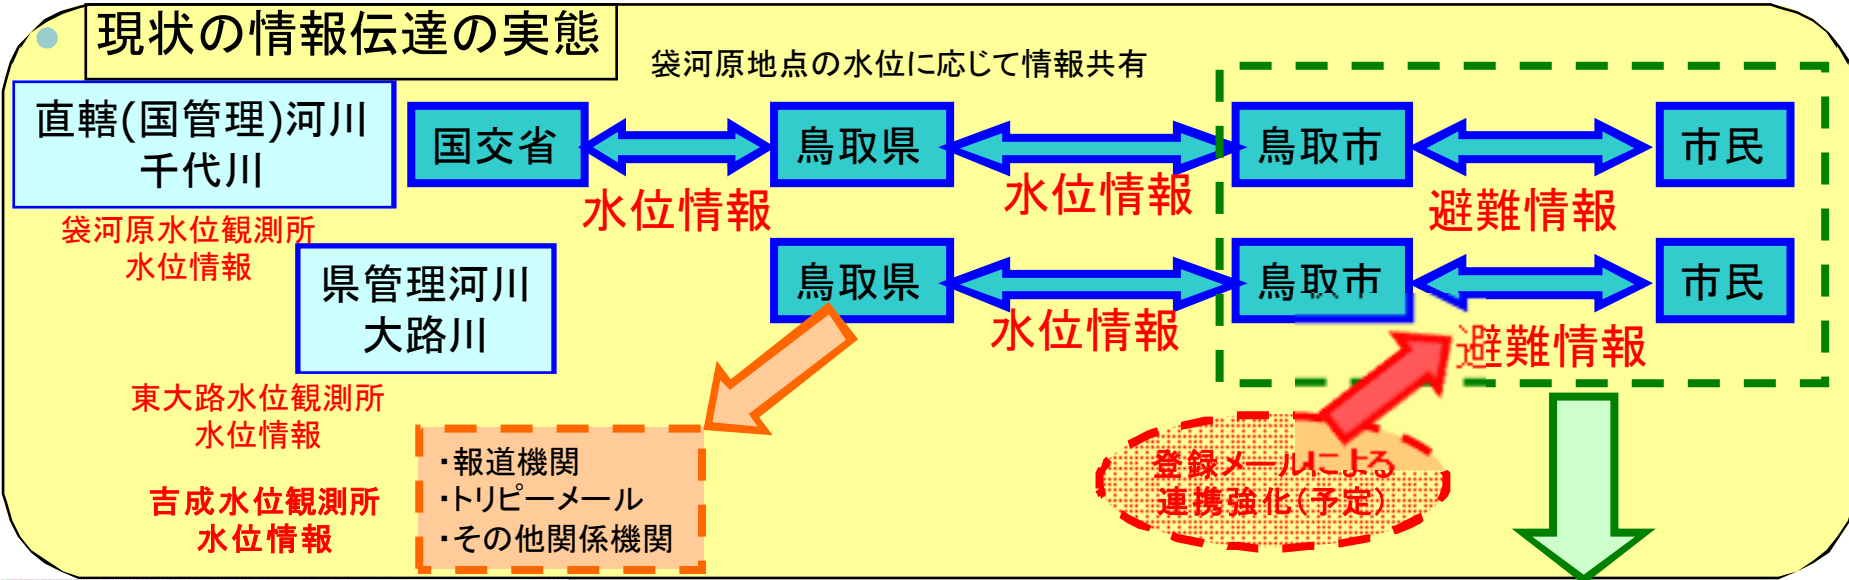 現状の情報伝達の実態
袋河原地点の水位に応じて情報共有
直轄(国管理)河川
千代川
国交省
鳥取県
鳥取市
市民
水位情報
水位情報
避難情報
袋河原水位観測所
水位情報
県管理河川
大路川
鳥取県
鳥取市
市民
水位情報
避難情報
東大路水位観測所
水位情報
吉成水位観測所
水位情報
・報道機関
・トリピーメール
・その他関係機関
登録メールによる
連携強化(予定)